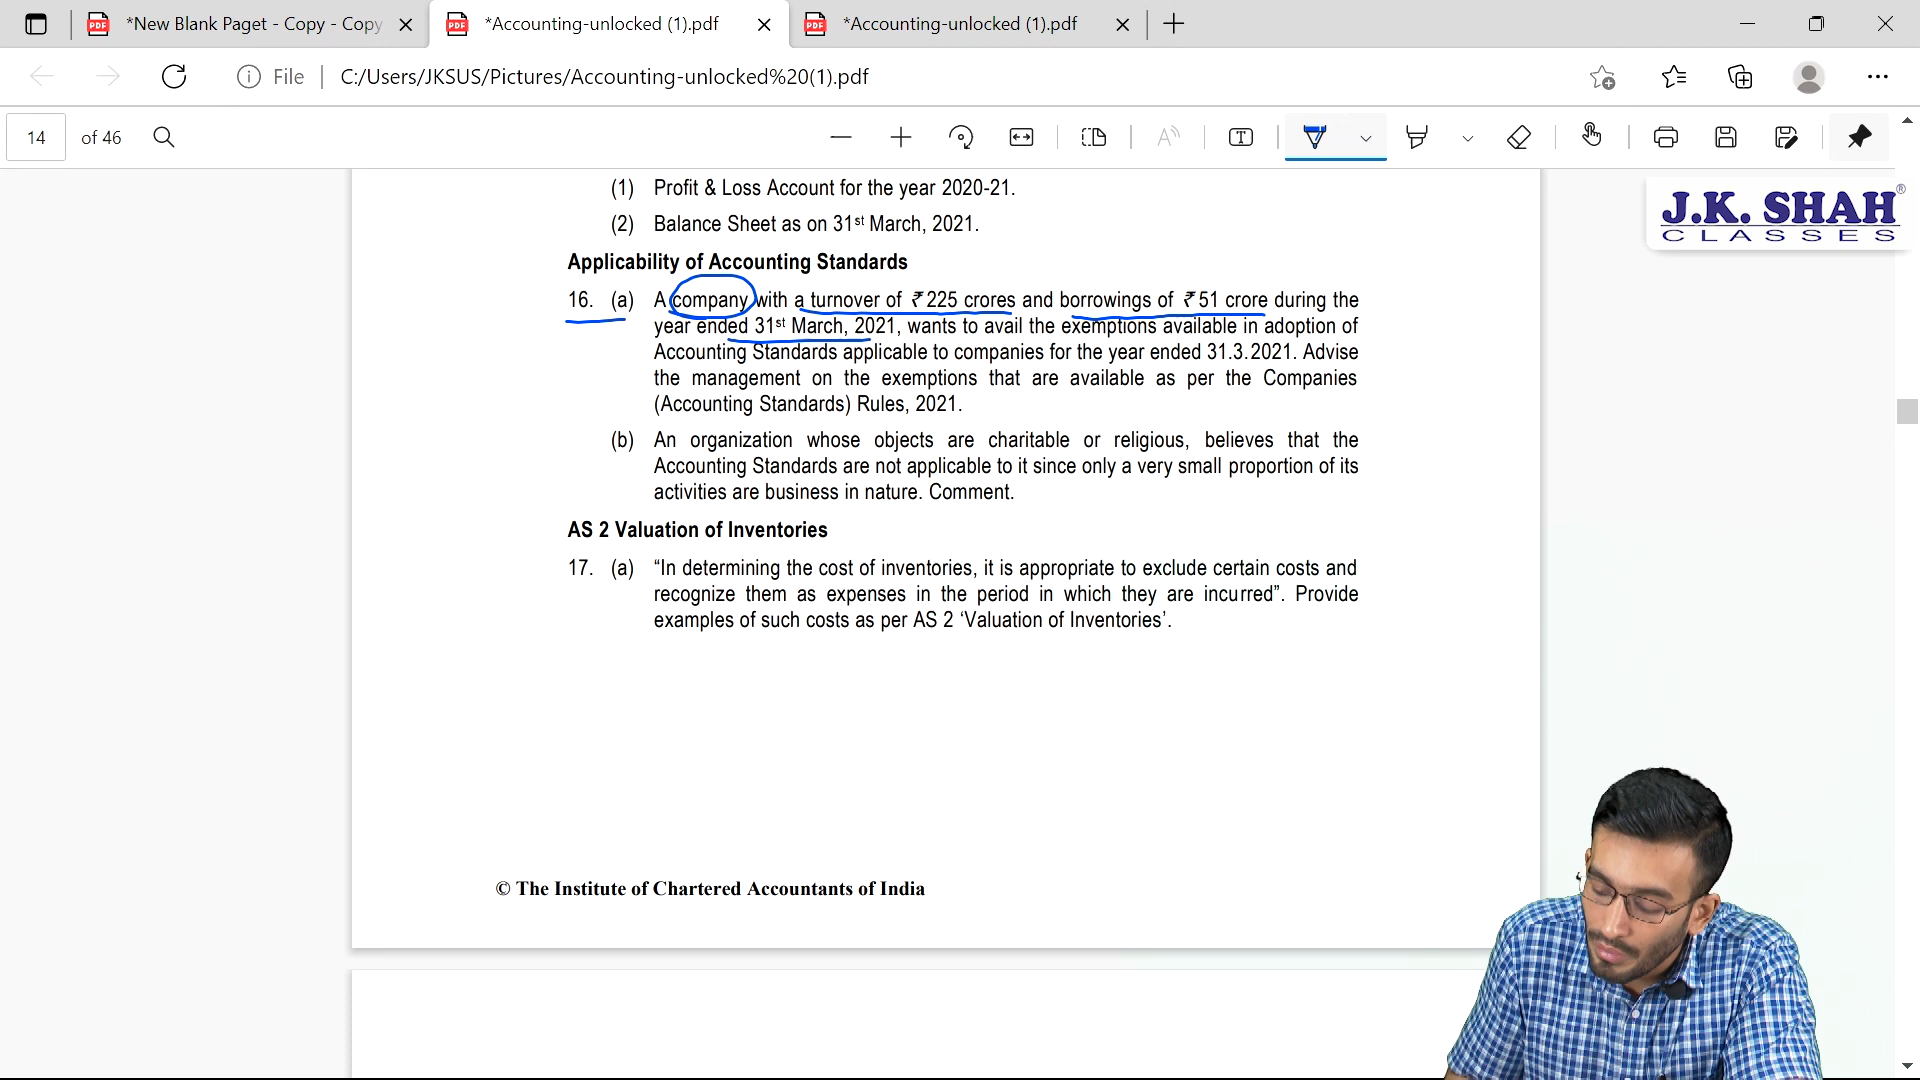 *New Blank Paget - Copy - Copy
*Accounting-unlocked (1).pdf
*Accounting-unlocked (1).pdf
File
C:/Users/JKSUS/Pictures/Accounting-unlocked%20(1).pdf
14 of 46
J.K. SHAH®
CLASSES
(1) Profit & Loss Account for the year 2020-21.
(2) Balance Sheet as on 31st March, 2021.
Applicability of Accounting Standards
16. (a) A company with a turnover of ₹ 225 crores and borrowings of ₹ 51 crore during the
year ended 31st March, 2021, wants to avail the exemptions available in adoption of
Accounting Standards applicable to companies for the year ended 31.3.2021. Advise
the management on the exemptions that are available as per the Companies
(Accounting Standards) Rules, 2021.
(b) An organization whose objects are charitable or religious, believes that the
Accounting Standards are not applicable to it since only a very small proportion of its
activities are business in nature. Comment.
AS 2 Valuation of Inventories
17. (a) “In determining the cost of inventories, it is appropriate to exclude certain costs and
recognize them as expenses in the period in which they are incurred”. Provide
examples of such costs as per AS 2 ‘Valuation of Inventories’.
© The Institute of Chartered Accountants of India